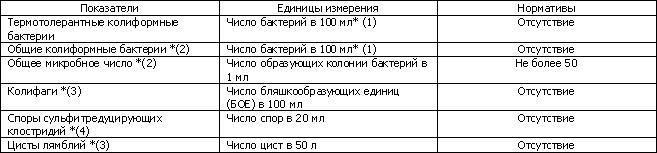 Показатели Единицы измерения Нормативы
Термотолерантные колиформные Число бактерий в 100 мл* (1) Отсутствие
бактерии
Общие колиформные бактерии *(2) Число бактерий в 100 мл* (1) Отсутствие
Общее микробное число *(2) Число образующих колонии бактерий в Не более 50
1 мл
Колифаги *(3) Число бляшкообразующих единиц Отсутствие
(БОЕ) в 100 мл
Споры сульфитредуцирующих Число спор в 20 мл Отсутствие
клостридий *(4)
Цисты лямблий *(3) Число цист в 50 л Отсутствие